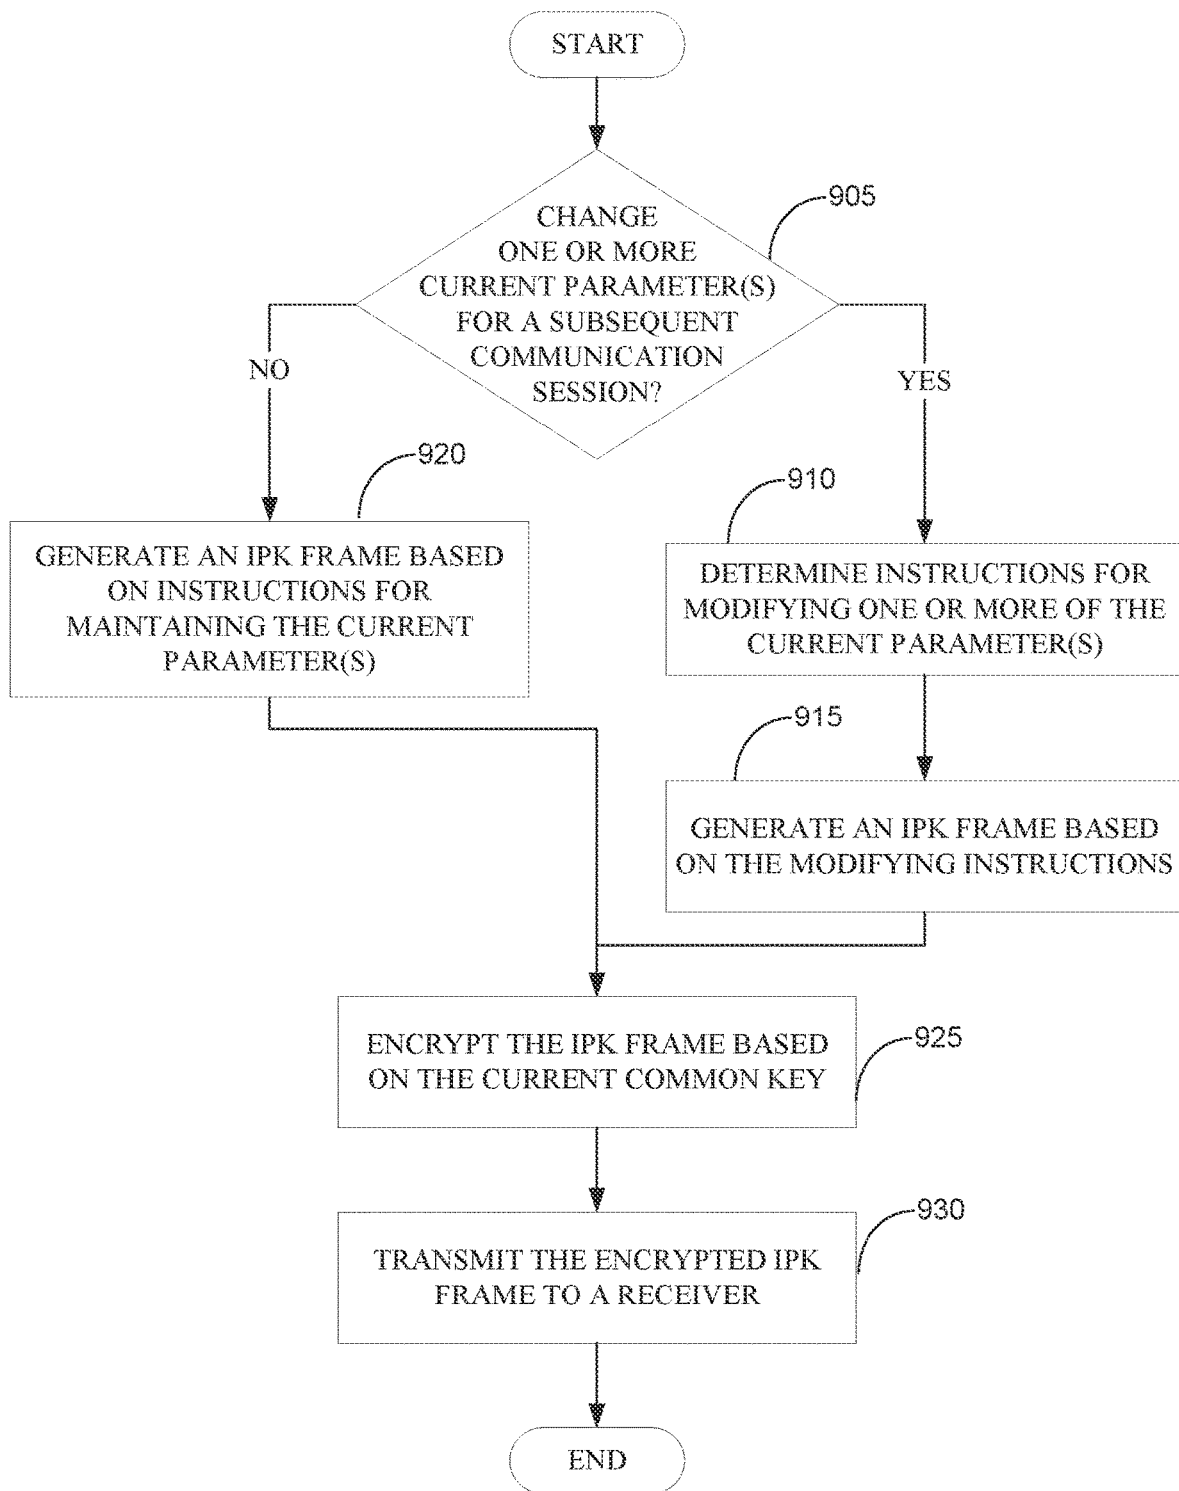 START
905
CHANGE
ONE OR MORE
CURRENT PARAMETER(S)
FOR A SUBSEQUENT
COMMUNICATION
SESSION?
NO
YES
920
GENERATE AN IPK FRAME BASED
ON INSTRUCTIONS FOR
MAINTAINING THE CURRENT
PARAMETER(S)
910
DETERMINE INSTRUCTIONS FOR
MODIFYING ONE OR MORE OF THE
CURRENT PARAMETER(S)
915
GENERATE AN IPK FRAME BASED
ON THE MODIFYING INSTRUCTIONS
925
ENCRYPT THE IPK FRAME BASED
ON THE CURRENT COMMON KEY
930
TRANSMIT THE ENCRYPTED IPK
FRAME TO A RECEIVER
END